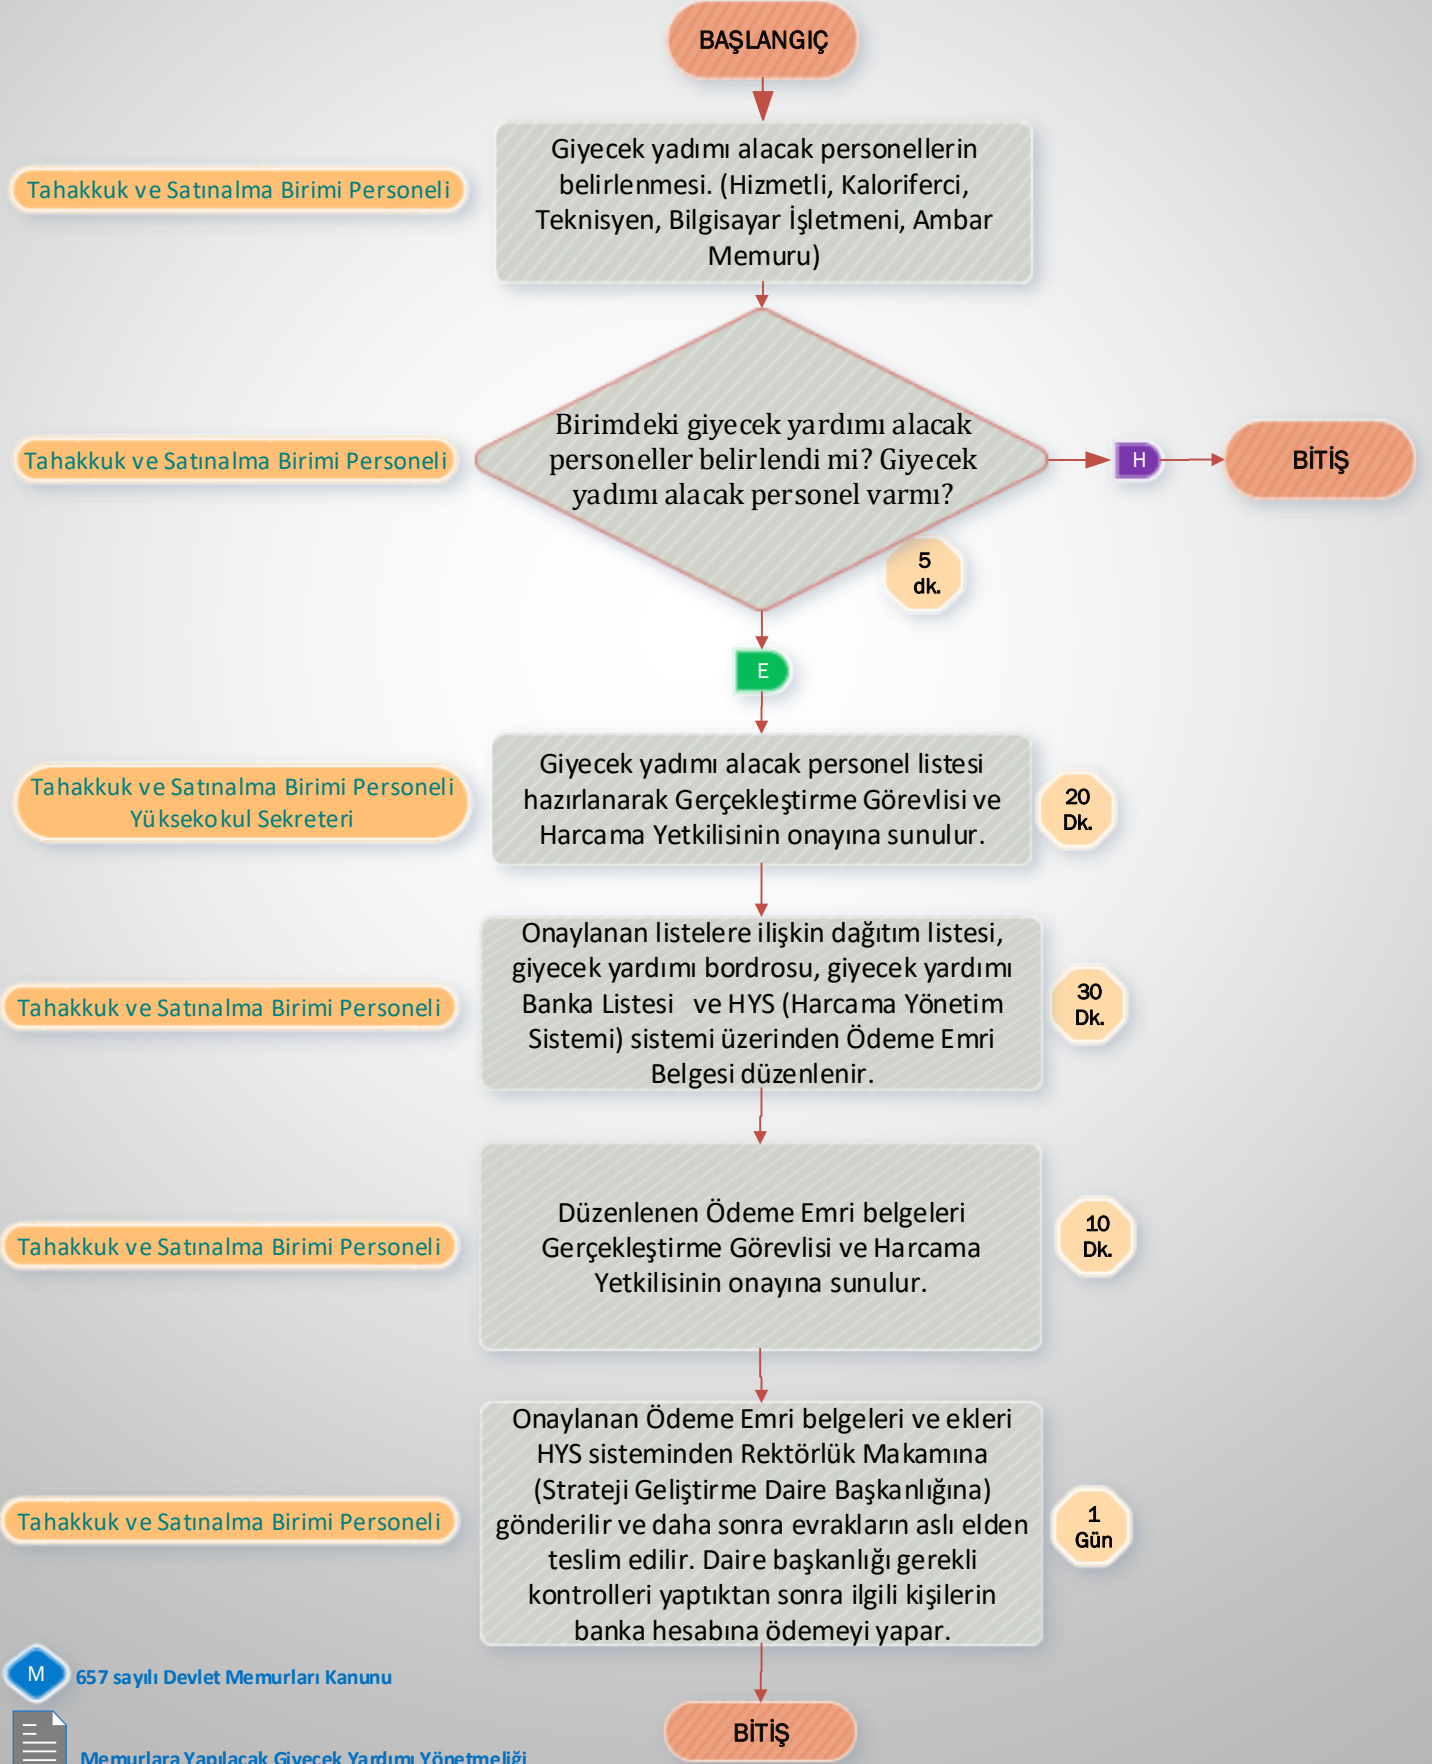 BAŞLANGIÇ
Tahakkuk ve Satınalma Birimi Personeli
Giyecek yadımı alacak personellerin
belirlenmesi. (Hizmetli, Kaloriferci,
Teknisyen, Bilgisayar İşletmeni, Ambar
Memuru)
Tahakkuk ve Satınalma Birimi Personeli
Birimdeki giyecek yardımı alacak
personeller belirlendi mi? Giyecek
yadımı alacak personel varmı?
H
BİTİŞ
5
dk.
E
Tahakkuk ve Satınalma Birimi Personeli
Yüksekokul Sekreteri
Giyecek yadımı alacak personel listesi
hazırlanarak Gerçekleştirme Görevlisi ve
Harcama Yetkilisinin onayına sunulur.
20
Dk.
Tahakkuk ve Satınalma Birimi Personeli
Onaylanan listelere ilişkin dağıtım listesi,
giyecek yardımı bordrosu, giyecek yardımı
Banka Listesi ve HYS (Harcama Yönetim
Sistemi) sistemi üzerinden Ödeme Emri
Belgesi düzenlenir.
30
Dk.
Tahakkuk ve Satınalma Birimi Personeli
Düzenlenen Ödeme Emri belgeleri
Gerçekleştirme Görevlisi ve Harcama
Yetkilisinin onayına sunulur.
10
Dk.
Tahakkuk ve Satınalma Birimi Personeli
Onaylanan Ödeme Emri belgeleri ve ekleri
HYS sisteminden Rektörlük Makamına
(Strateji Geliştirme Daire Başkanlığına)
gönderilir ve daha sonra evrakların aslı elden
teslim edilir. Daire başkanlığı gerekli
kontrolleri yaptıktan sonra ilgili kişilerin
banka hesabına ödemeyi yapar.
1
Gün
M
657 sayılı Devlet Memurları Kanunu
BİTİŞ
Memurlara Yapılacak Giyecek Yardımı Yönetmeliği